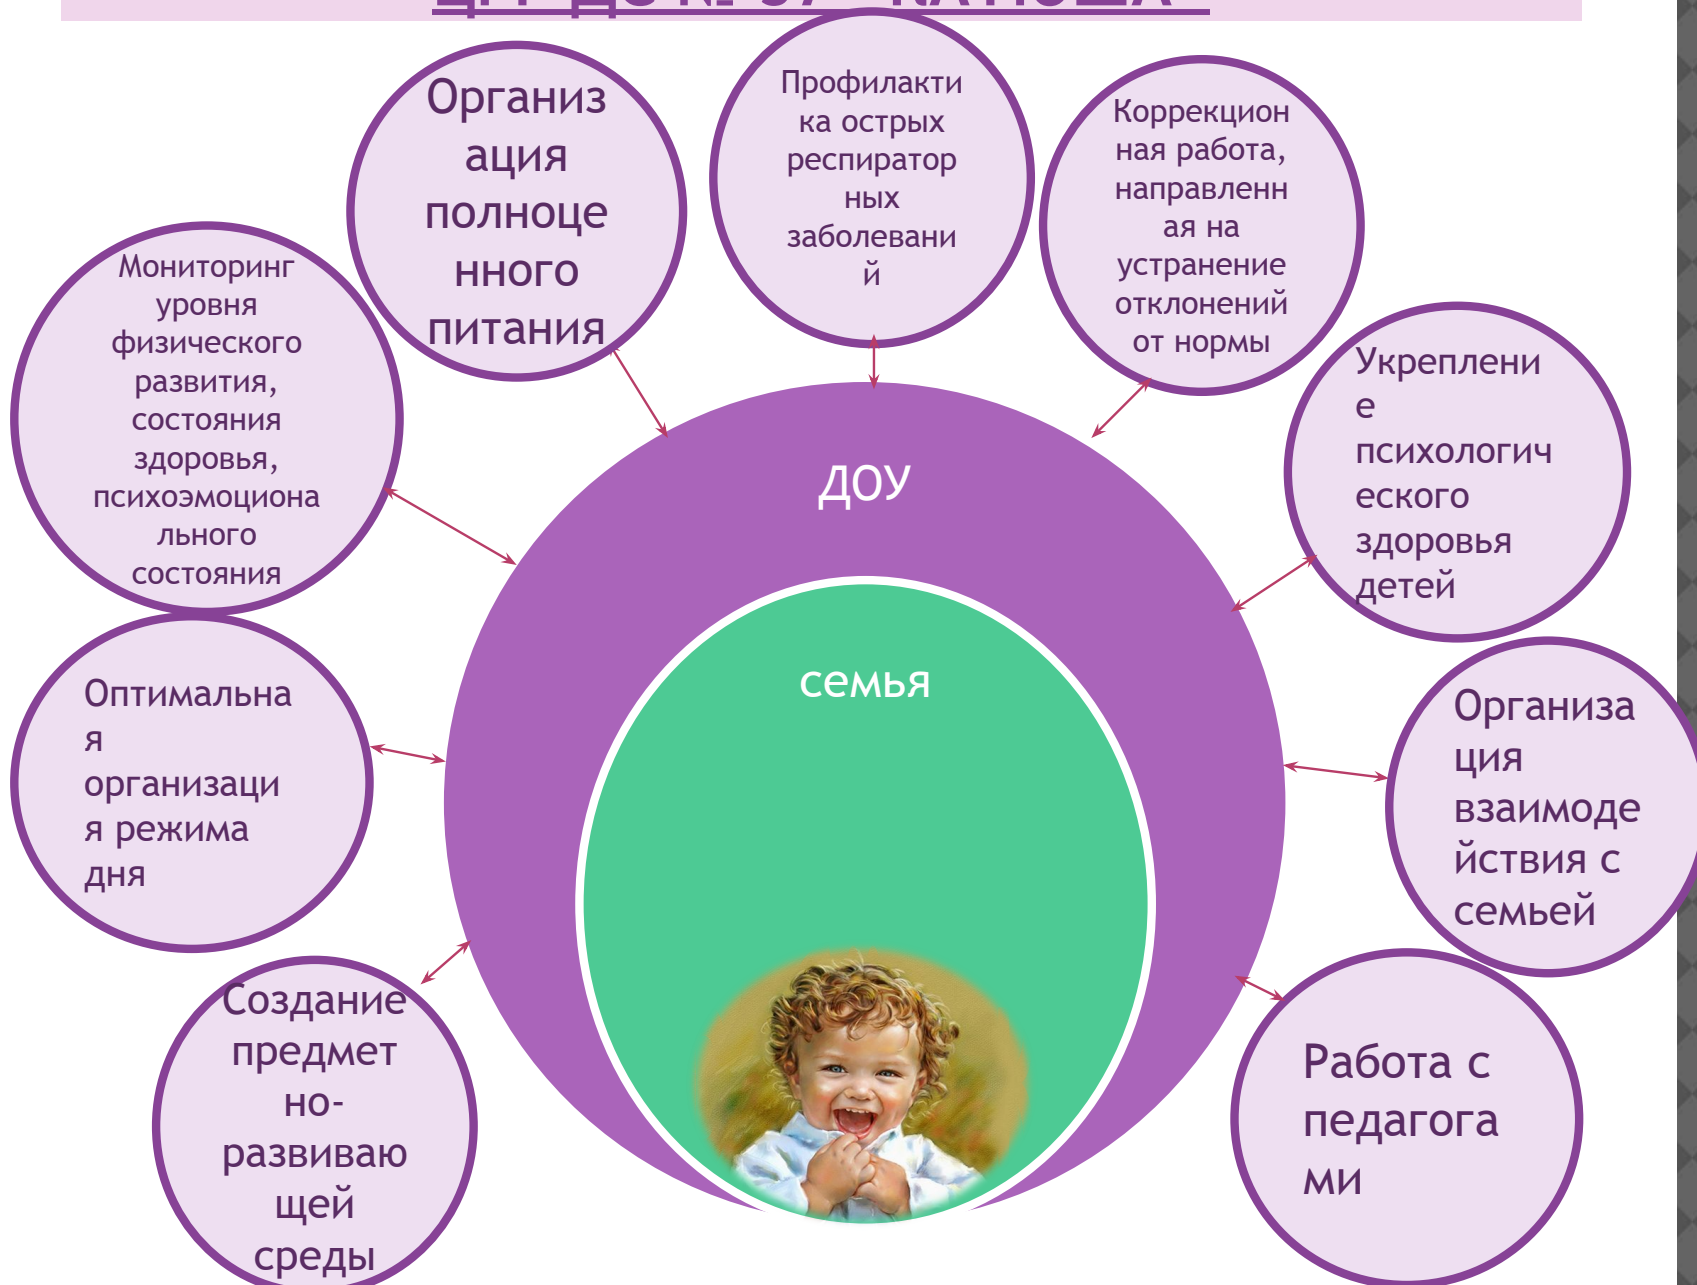 Организ
ация
полноце
нного
питания
Профилакти
ка острых
респиратор
ных
заболевани
й
Коррекцион
ная работа,
направленн
ая на
устранение
отклонений
от нормы
Мониторинг
уровня
физического
развития,
состояния
здоровья,
психоэмоциона
льного
состояния
Укреплени
е
психологич
еского
здоровья
детей
ДОУ
семья
Оптимальна
я
организаци
я режима
дня
Организа
ция
взаимоде
йствия с
семьей
Создание
предмет
но-
развиваю
щей
среды
Работа с
педагога
ми